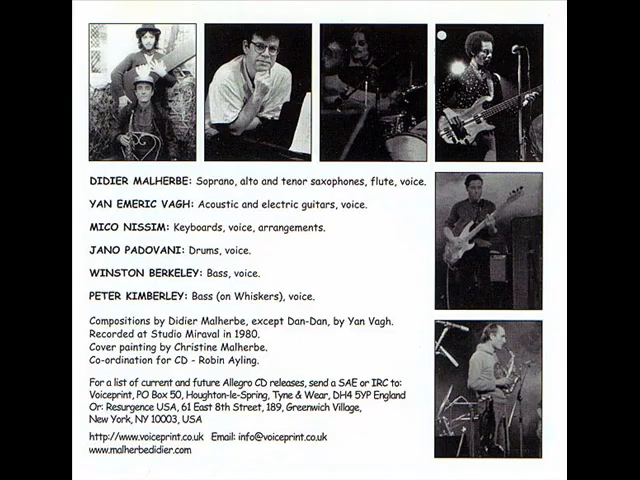 DIDIER MALHERBE: Soprano, alto and tenor saxophones, flute, voice.
YAN EMERIC VAGH: Acoustic and electric guitars, voice.
MICO NISSIM: Keyboards, voice, arrangements.
JANO PADOVANI: Drums, voice.
WINSTON BERKELEY: Bass, voice.
PETER KIMBERLEY: Bass (on Whiskers), voice.
Compositions by Didier Malherbe, except Dan-Dan, by Yan Vagh.
Recorded at Studio Miraval in 1980.
Cover painting by Christine Malherbe.
Co-ordination for CD - Robin Ayling.
For a list of current and future Allegro CD releases, send a SAE or IRC to:
Voiceprint, PO Box 50, Houghton-le-Spring, Tyne & Wear, DH4 5YP England
Or: Resurgence USA, 61 East 8th Street, 189, Greenwich Village,
New York, NY 10003, USA
http://www.voiceprint.co.uk Email: info@voiceprint.co.uk
www.malherbedidier.com